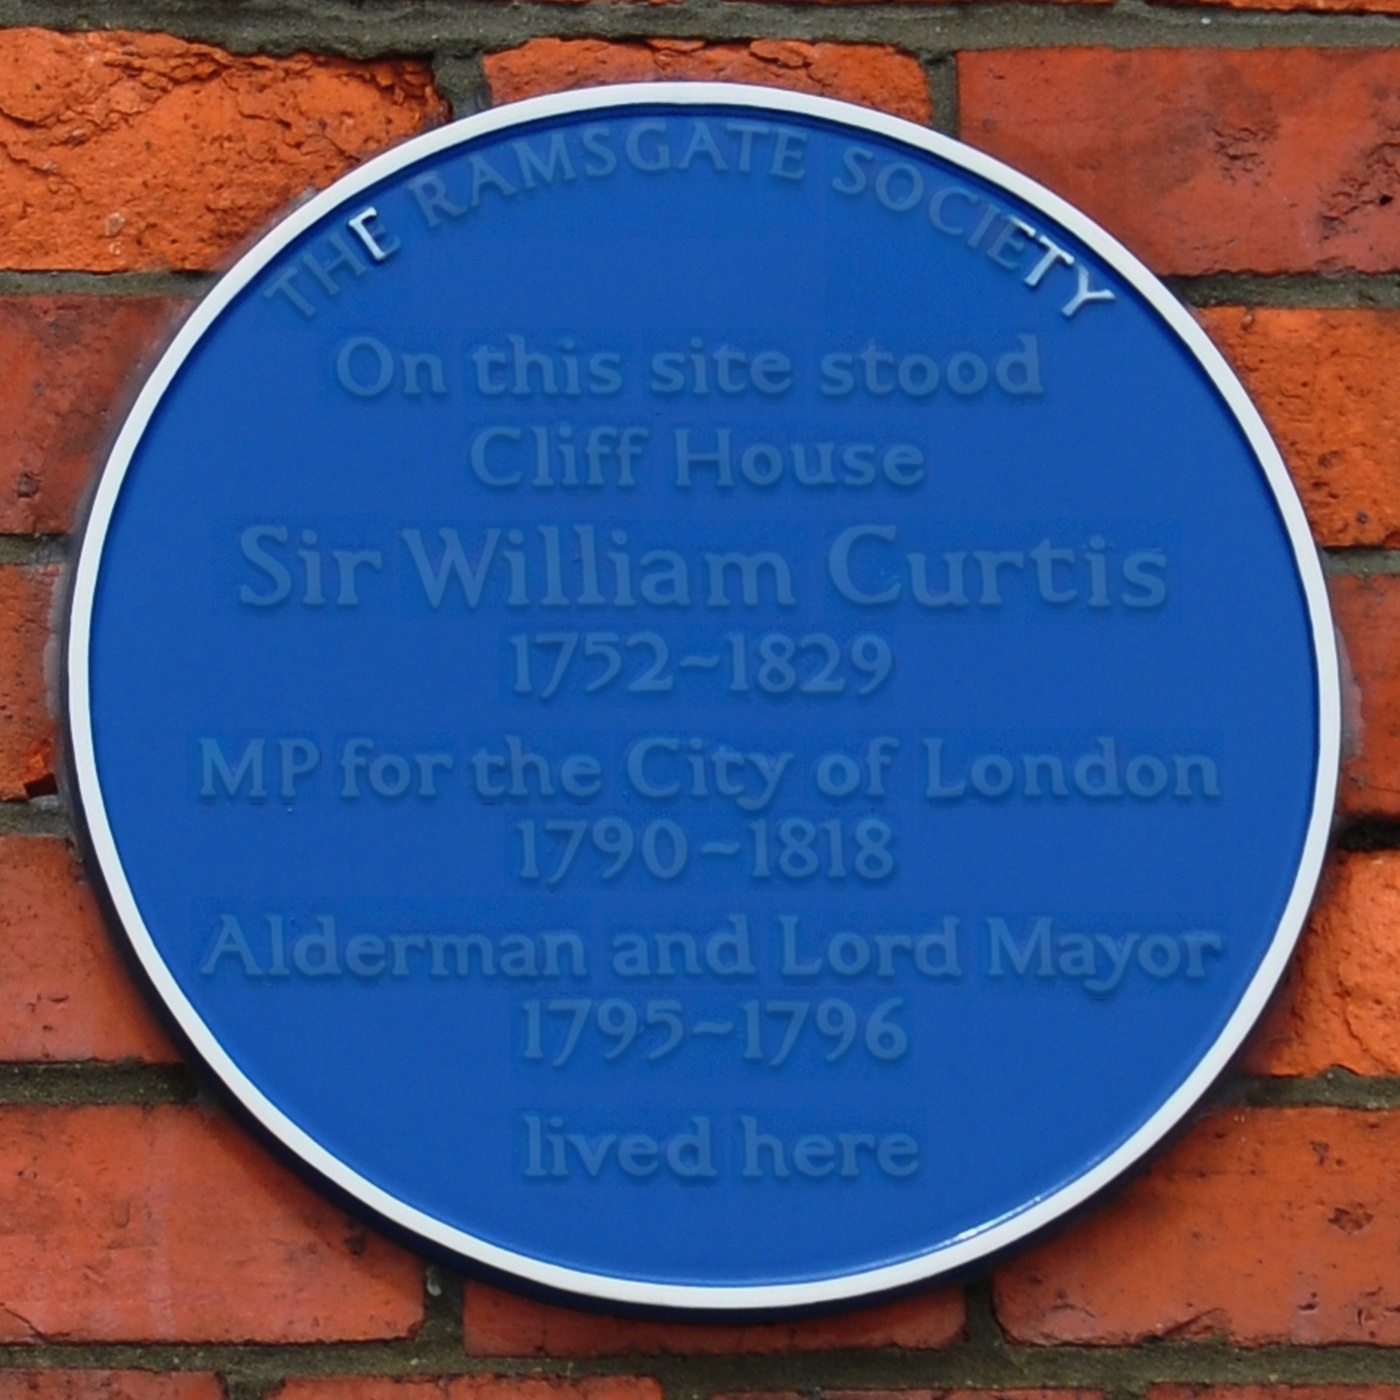 THE RAMSGATE SOCIETY
On this site stood
Cliff House
Sir William Curtis
1752~1829
MP for the City of London
1790~1818
Alderman and Lord Mayor
1795~1796
lived here